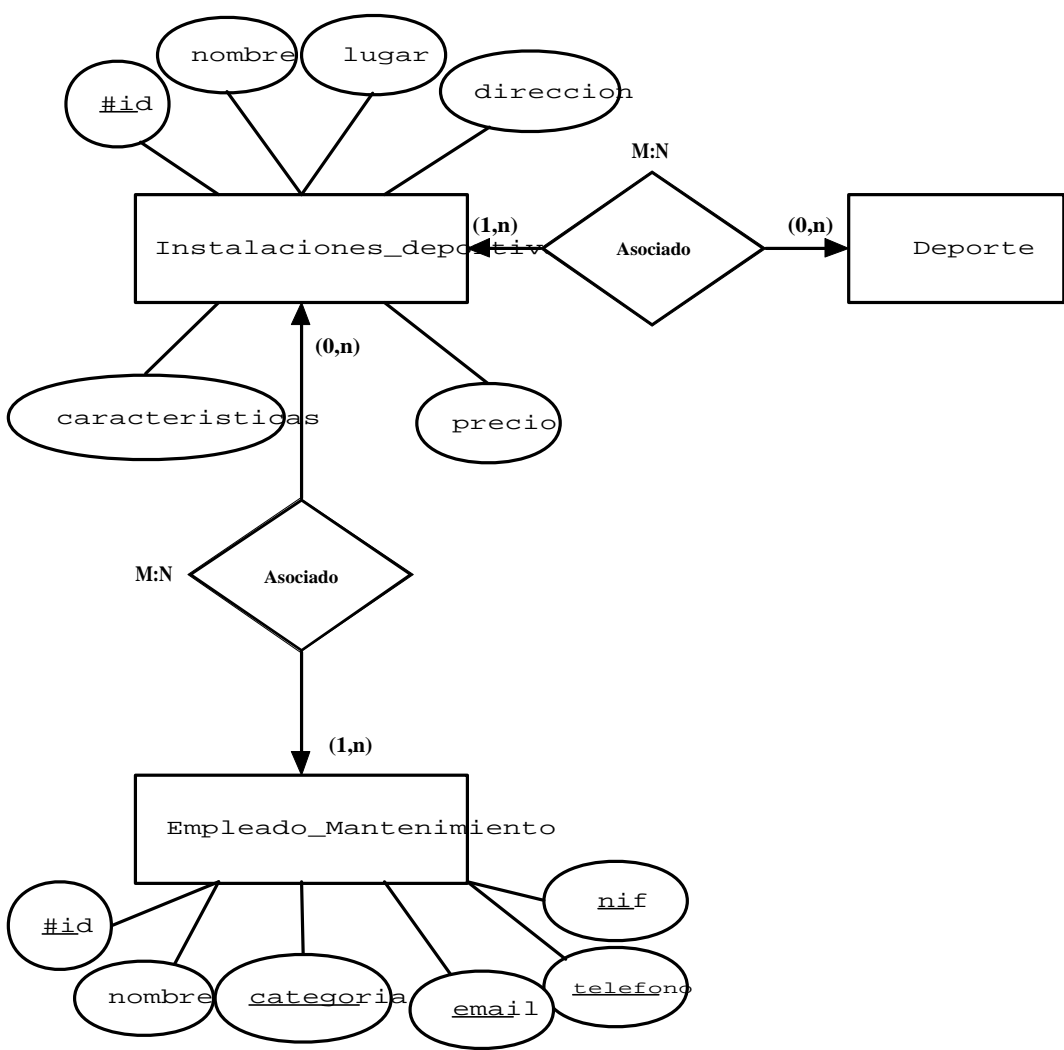 nombre
lugar
#id
direccion
M:N
(1,n)
(0,n)
Instalaciones_deportiv
Asociado
Deporte
(0,n)
caracteristicas
precio
M:N
Asociado
(1,n)
Empleado_Mantenimiento
nif
#id
telefono
nombre
categoria
email